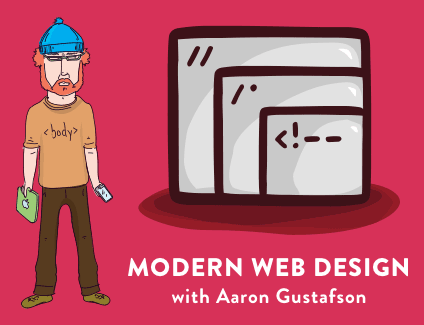 //
/*
<!--
<body>
MODERN WEB DESIGN
with Aaron Gustafson